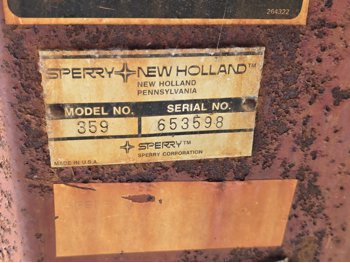 264322
SPERRY NEW HOLLAND™
NEW HOLLAND
PENNSYLVANIA
MODEL NO. SERIAL NO.
359 653598
SPERRY™
SPERRY CORPORATION
MADE IN U.S.A.